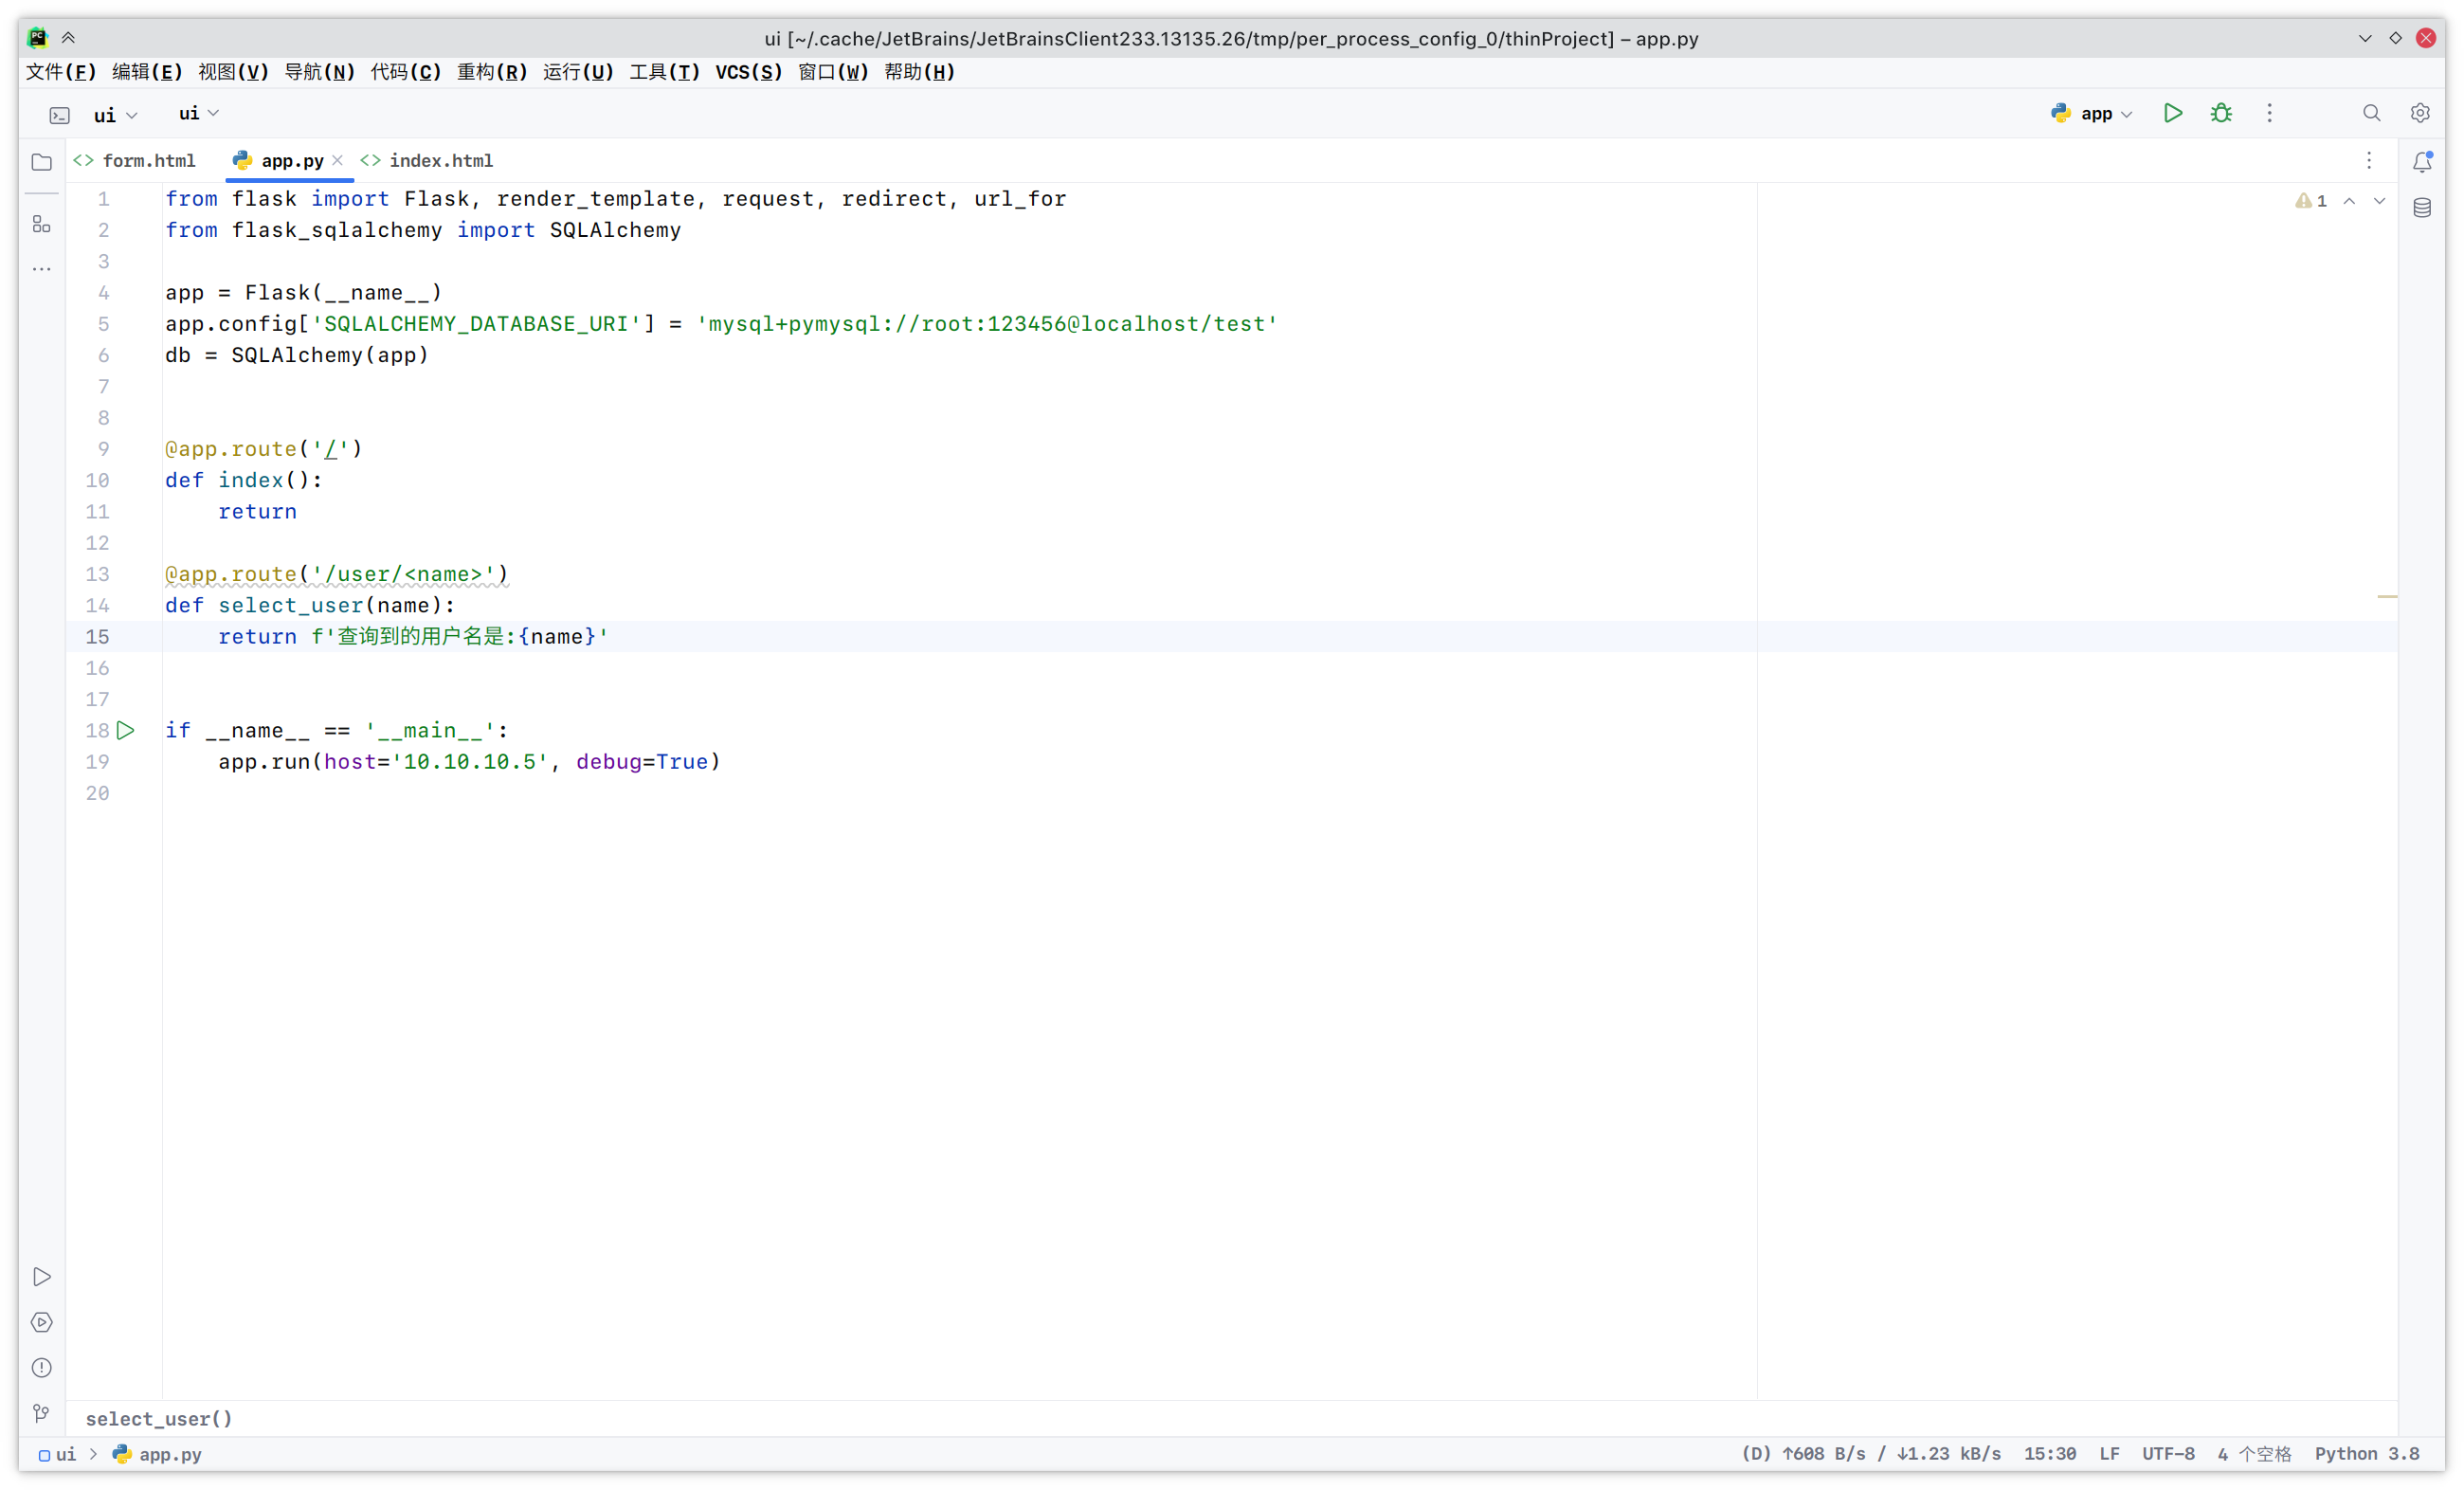 ui [~/.cache/JetBrains/JetBrainsClient233.13135.26/tmp/per_process_config_0/thinProject] – app.py
文件(F) 编辑(E) 视图(V) 导航(N) 代码(C) 重构(R) 运行(U) 工具(T) VCS(S) 窗口(W) 帮助(H)
ui ui app
form.html app.py index.html
1 from flask import Flask, render_template, request, redirect, url_for
2 from flask_sqlalchemy import SQLAlchemy
3
4 app = Flask(__name__)
5 app.config['SQLALCHEMY_DATABASE_URI'] = 'mysql+pymysql://root:123456@localhost/test'
6 db = SQLAlchemy(app)
7
8
9 @app.route('/')
10 def index():
11     return
12
13 @app.route('/user/<name>')
14 def select_user(name):
15     return f'查询到的用户名是:{name}'
16
17
18 if __name__ == '__main__':
19     app.run(host='10.10.10.5', debug=True)
20
1
select_user()
ui > app.py (D) ↑608 B/s / ↓1.23 kB/s 15:30 LF UTF-8 4 个空格 Python 3.8